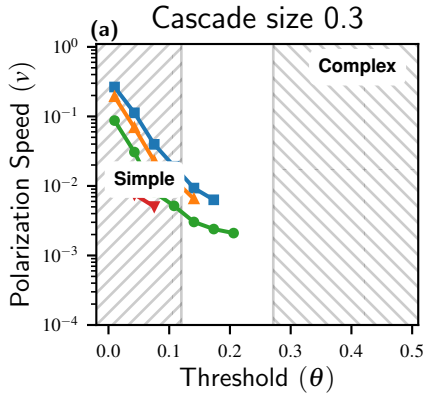 Cascade size 0.3
(a)
Complex
Simple
Polarization Speed (ν)
10⁰
10⁻¹
10⁻²
10⁻³
10⁻⁴
0.0 0.1 0.2 0.3 0.4 0.5
Threshold (θ)